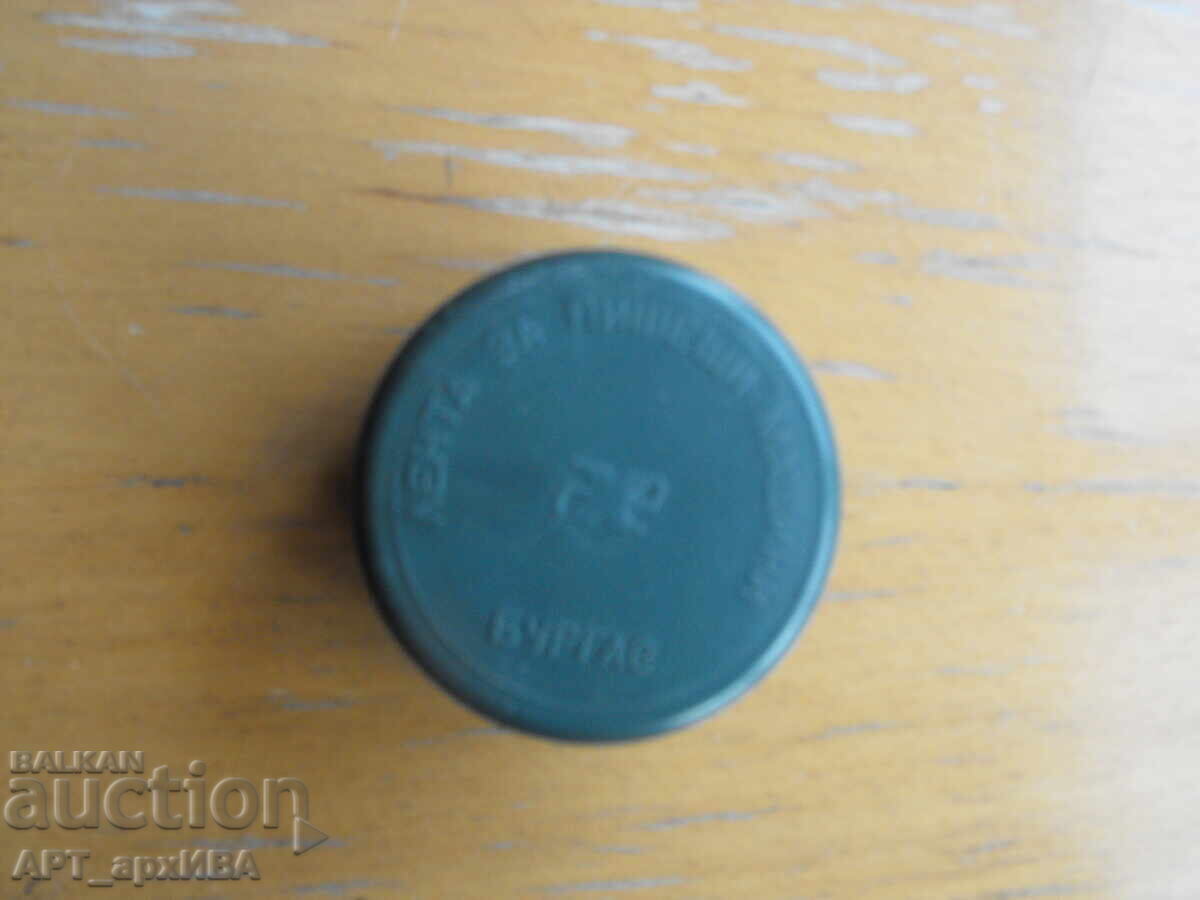 ЛЕНТА ЗА ПИШЕЩИ МАШИНИ
БУРГАС
BALKAN
auction
АРТ_архИВА